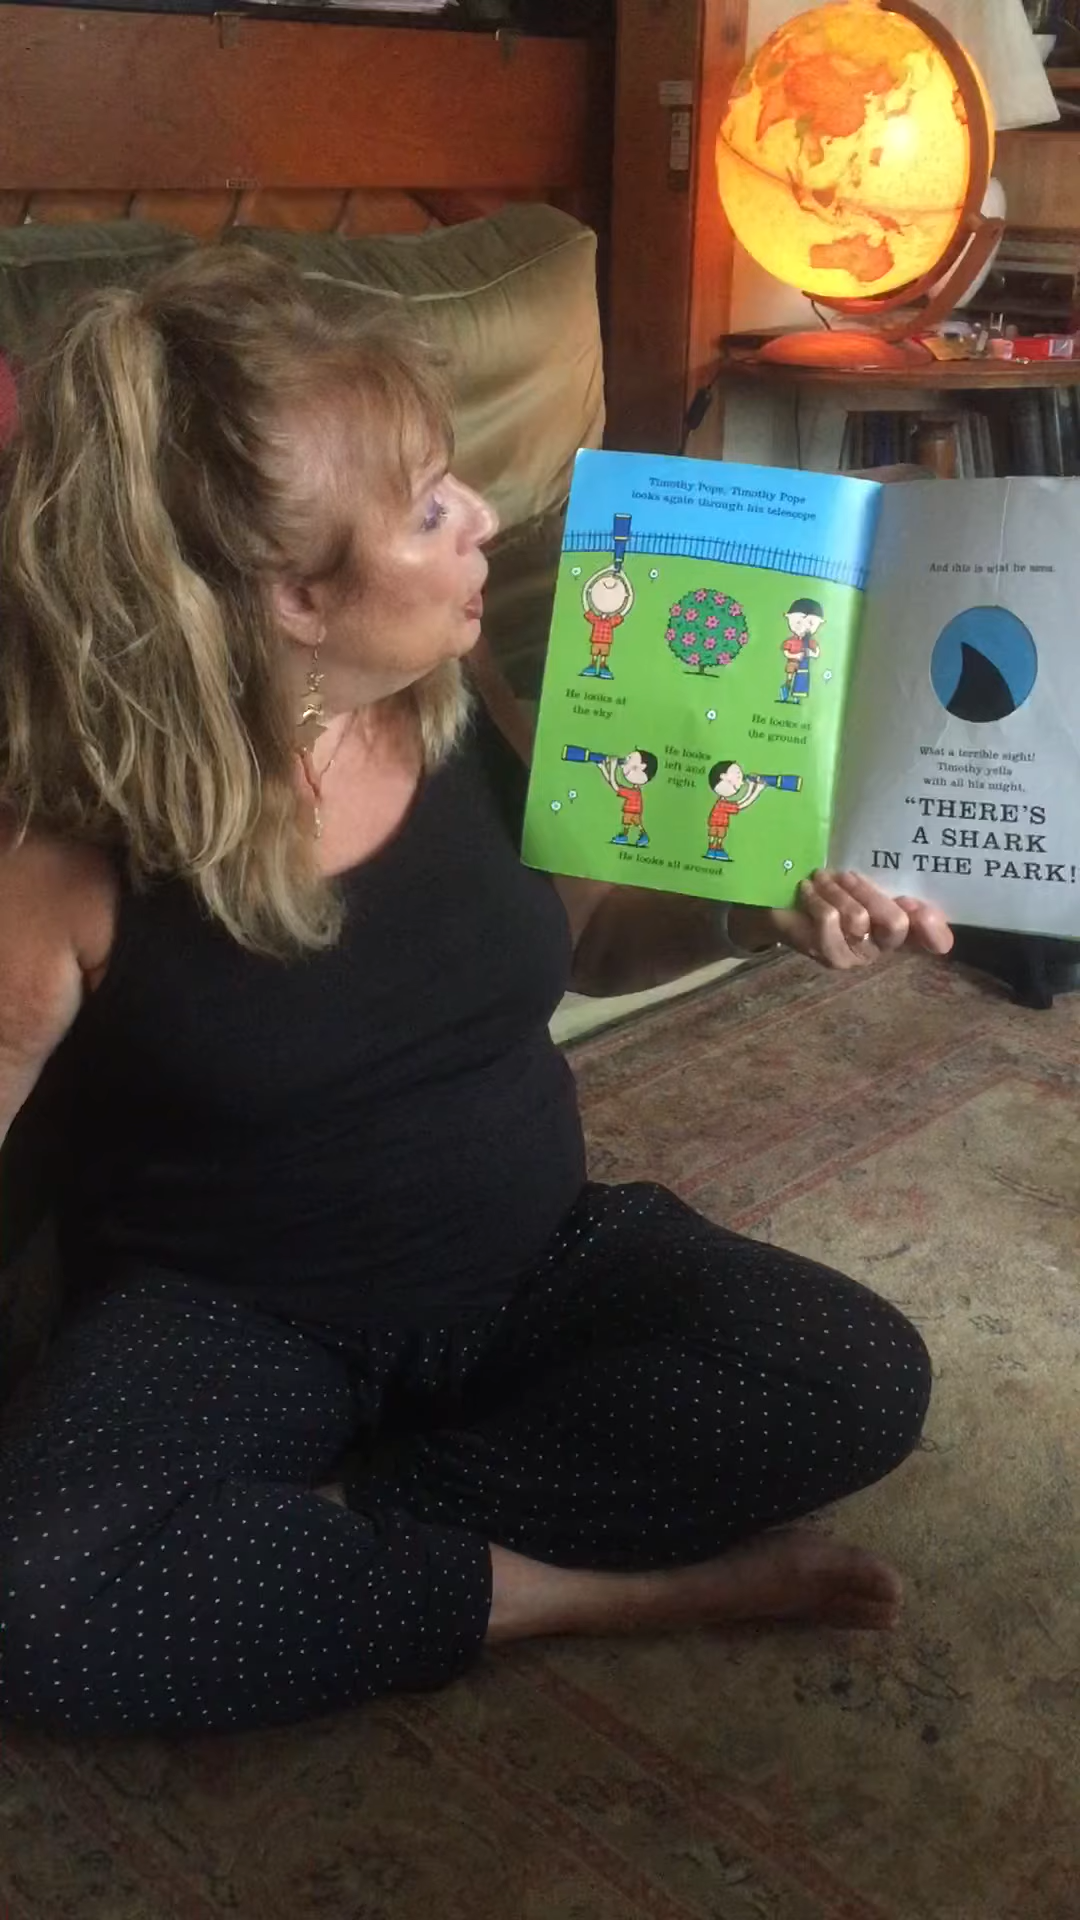 Timothy Pope, Timothy Pope
looks again through his telescope
He looks at
the sky
He looks at
the ground
He looks
left and
right.
He looks all around.
And this is what he sees.
What a terrible sight!
Timothy yells
with all his might,
“THERE'S
A SHARK
IN THE PARK!